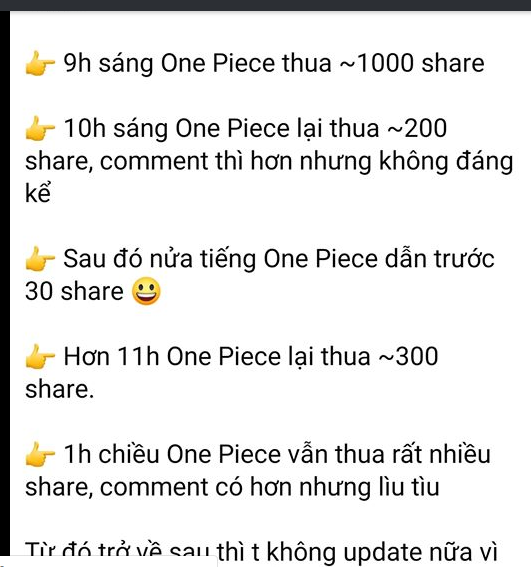 👉 9h sáng One Piece thua ~1000 share
👉 10h sáng One Piece lại thua ~200
share, comment thì hơn nhưng không đáng
kể
👉 Sau đó nửa tiếng One Piece dẫn trước
30 share 😃
👉 Hơn 11h One Piece lại thua ~300
share.
👉 1h chiều One Piece vẫn thua rất nhiều
share, comment có hơn nhưng lìu tìu
Từ đó trở về sau thì t không update nữa vì